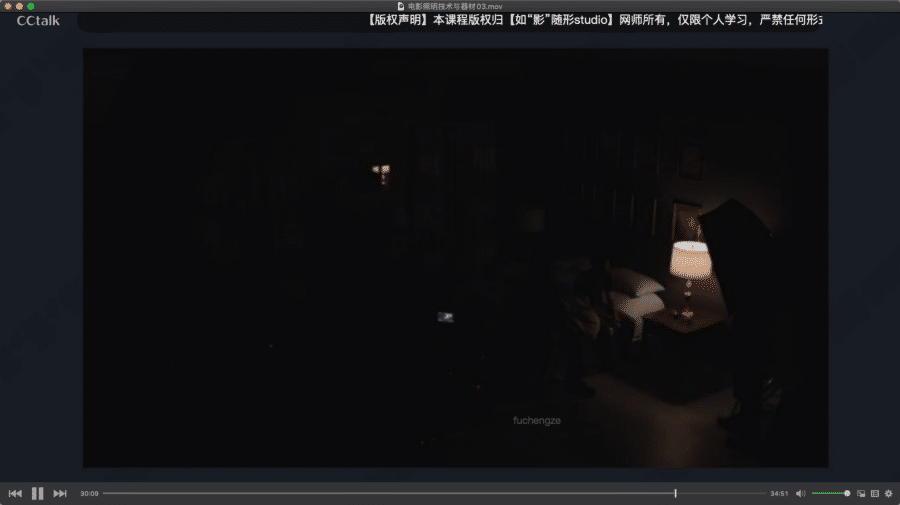 电影照明技术与器材03.mov
CCtalk
【版权声明】本课程版权归【如“影”随形studio】网师所有，仅限个人学习，严禁任何形式
fuchengze
30:09
34:51